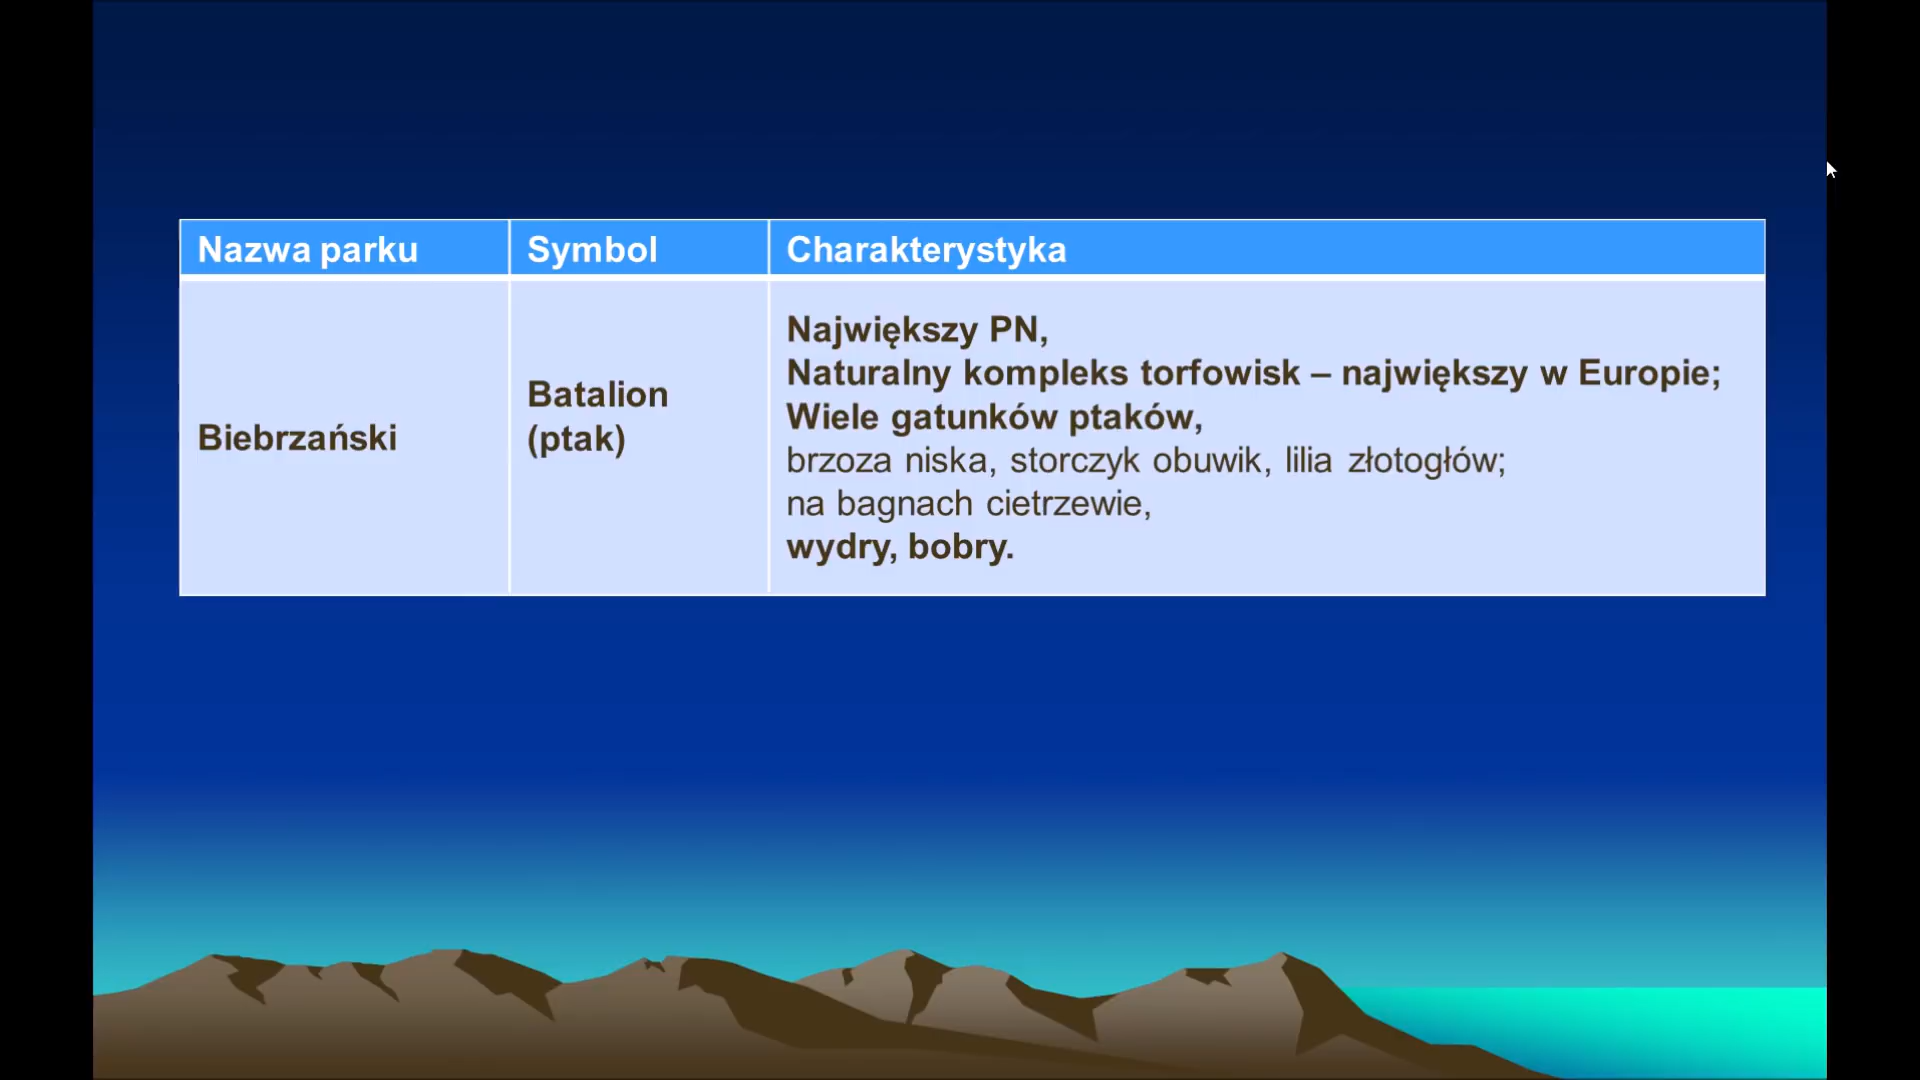 Nazwa parku
Symbol
Charakterystyka
Biebrzański
Batalion
(ptak)
Największy PN,
Naturalny kompleks torfowisk – największy w Europie;
Wiele gatunków ptaków,
brzoza niska, storczyk obuwik, lilia złotogłów;
na bagnach cietrzewie,
wydry, bobry.